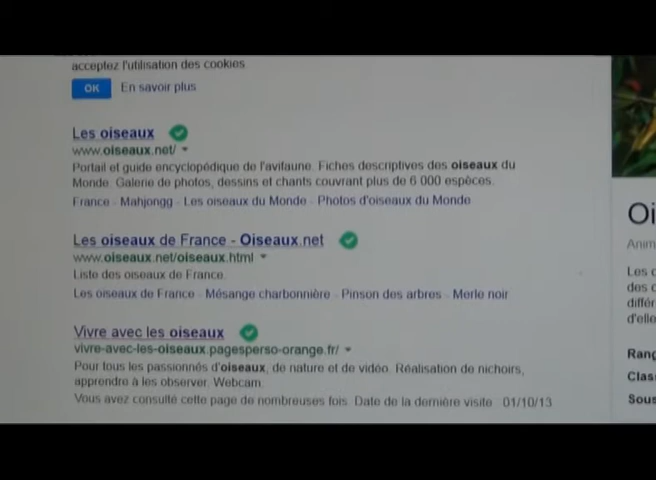 acceptez l'utilisation des cookies
OK En savoir plus
Les oiseaux
www.oiseaux.net/
Portail et guide encyclopédique de l'avifaune. Fiches descriptives des oiseaux du
Monde. Galerie de photos, dessins et chants couvrant plus de 6 000 espèces.
France - Mahjongg - Les oiseaux du Monde - Photos d'oiseaux du Monde
Les oiseaux de France - Oiseaux.net
www.oiseaux.net/oiseaux.html
Liste des oiseaux de France.
Les oiseaux de France - Mésange charbonnière - Pinson des arbres - Merle noir
Vivre avec les oiseaux
vivre-avec-les-oiseaux.pagesperso-orange.fr/
Pour tous les passionnés d'oiseaux, de nature et de vidéo. Réalisation de nichoirs,
apprendre à les observer. Webcam.
Vous avez consulté cette page de nombreuses fois. Date de la dernière visite : 01/10/13
Oi
Anim
Les o
des c
différ
d'elle
Rang
Class
Sous